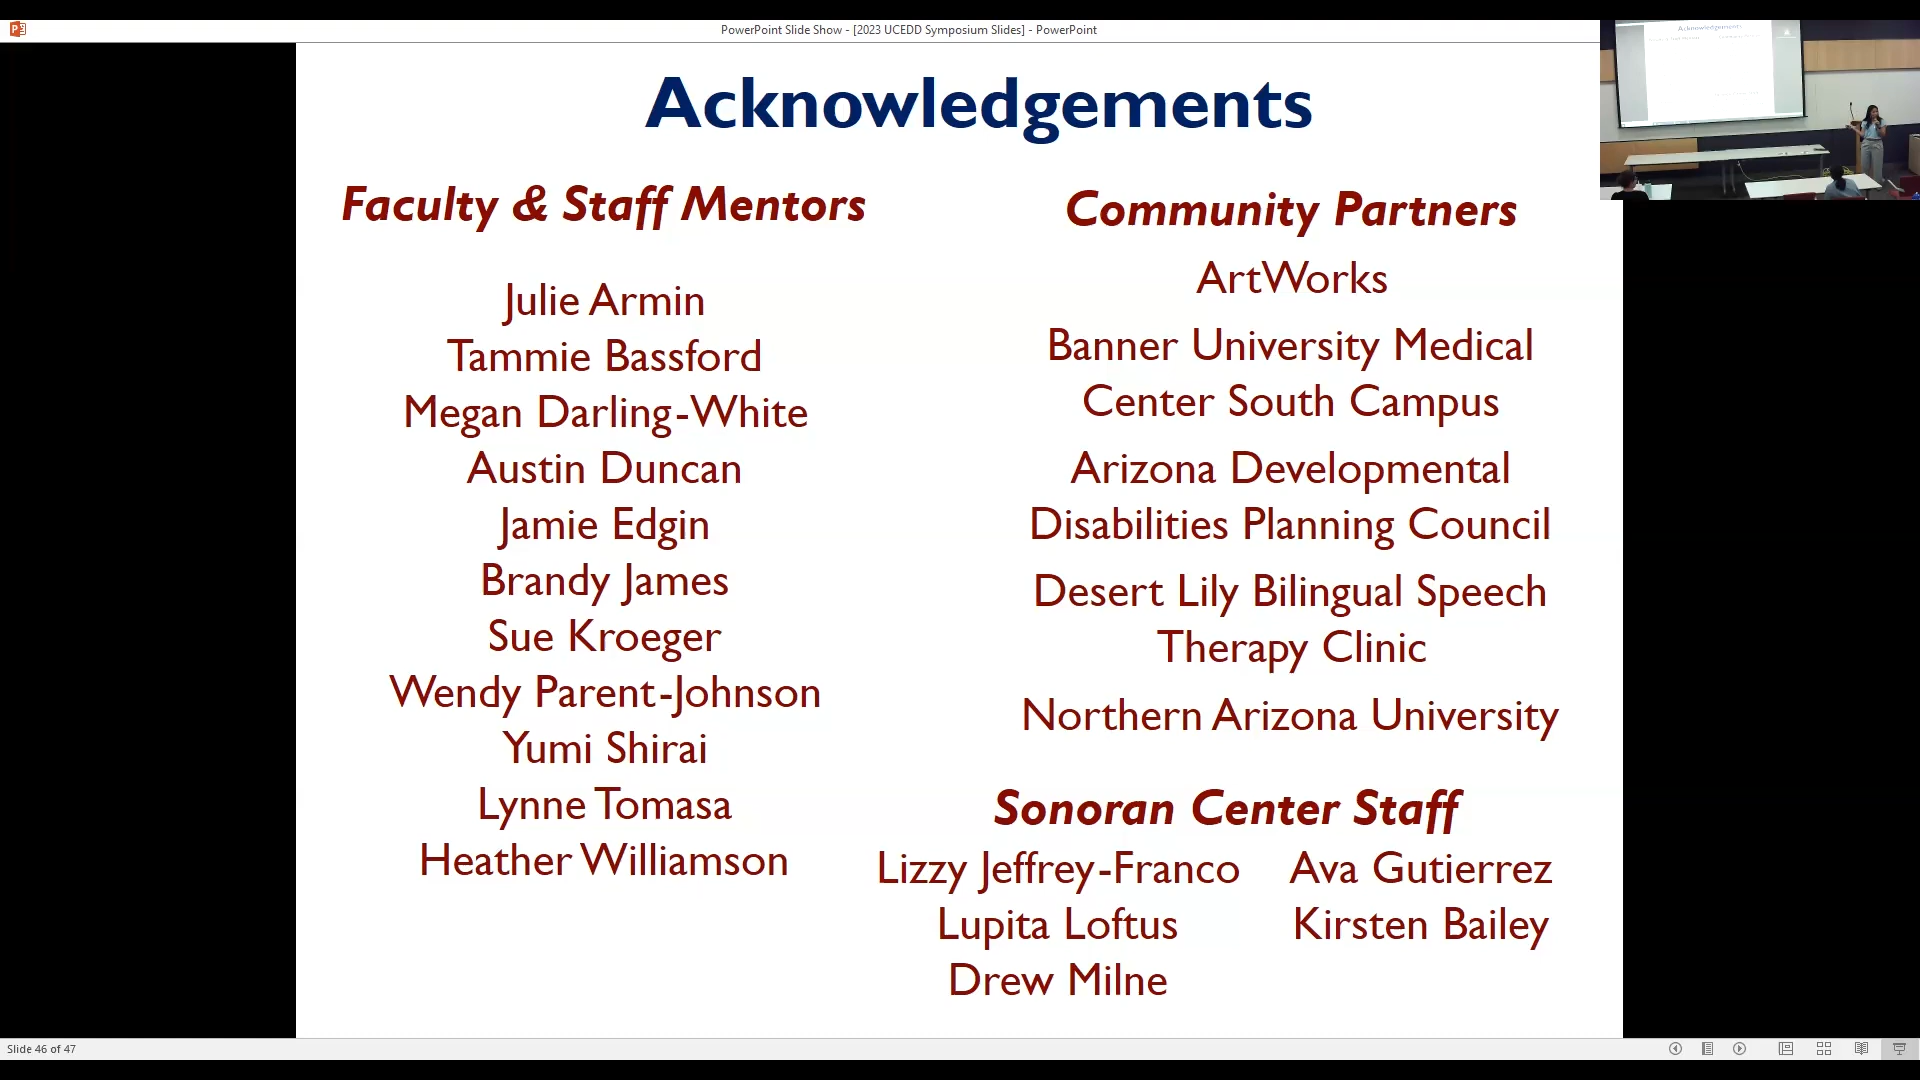 PowerPoint Slide Show - [2023 UCEDD Symposium Slides] - PowerPoint
Acknowledgements
Faculty & Staff Mentors
Julie Armin
Tammie Bassford
Megan Darling-White
Austin Duncan
Jamie Edgin
Brandy James
Sue Kroeger
Wendy Parent-Johnson
Yumi Shirai
Lynne Tomasa
Heather Williamson
Community Partners
ArtWorks
Banner University Medical
Center South Campus
Arizona Developmental
Disabilities Planning Council
Desert Lily Bilingual Speech
Therapy Clinic
Northern Arizona University
Sonoran Center Staff
Lizzy Jeffrey-Franco
Lupita Loftus
Drew Milne
Ava Gutierrez
Kirsten Bailey
Acknowledgements
Slide 46 of 47